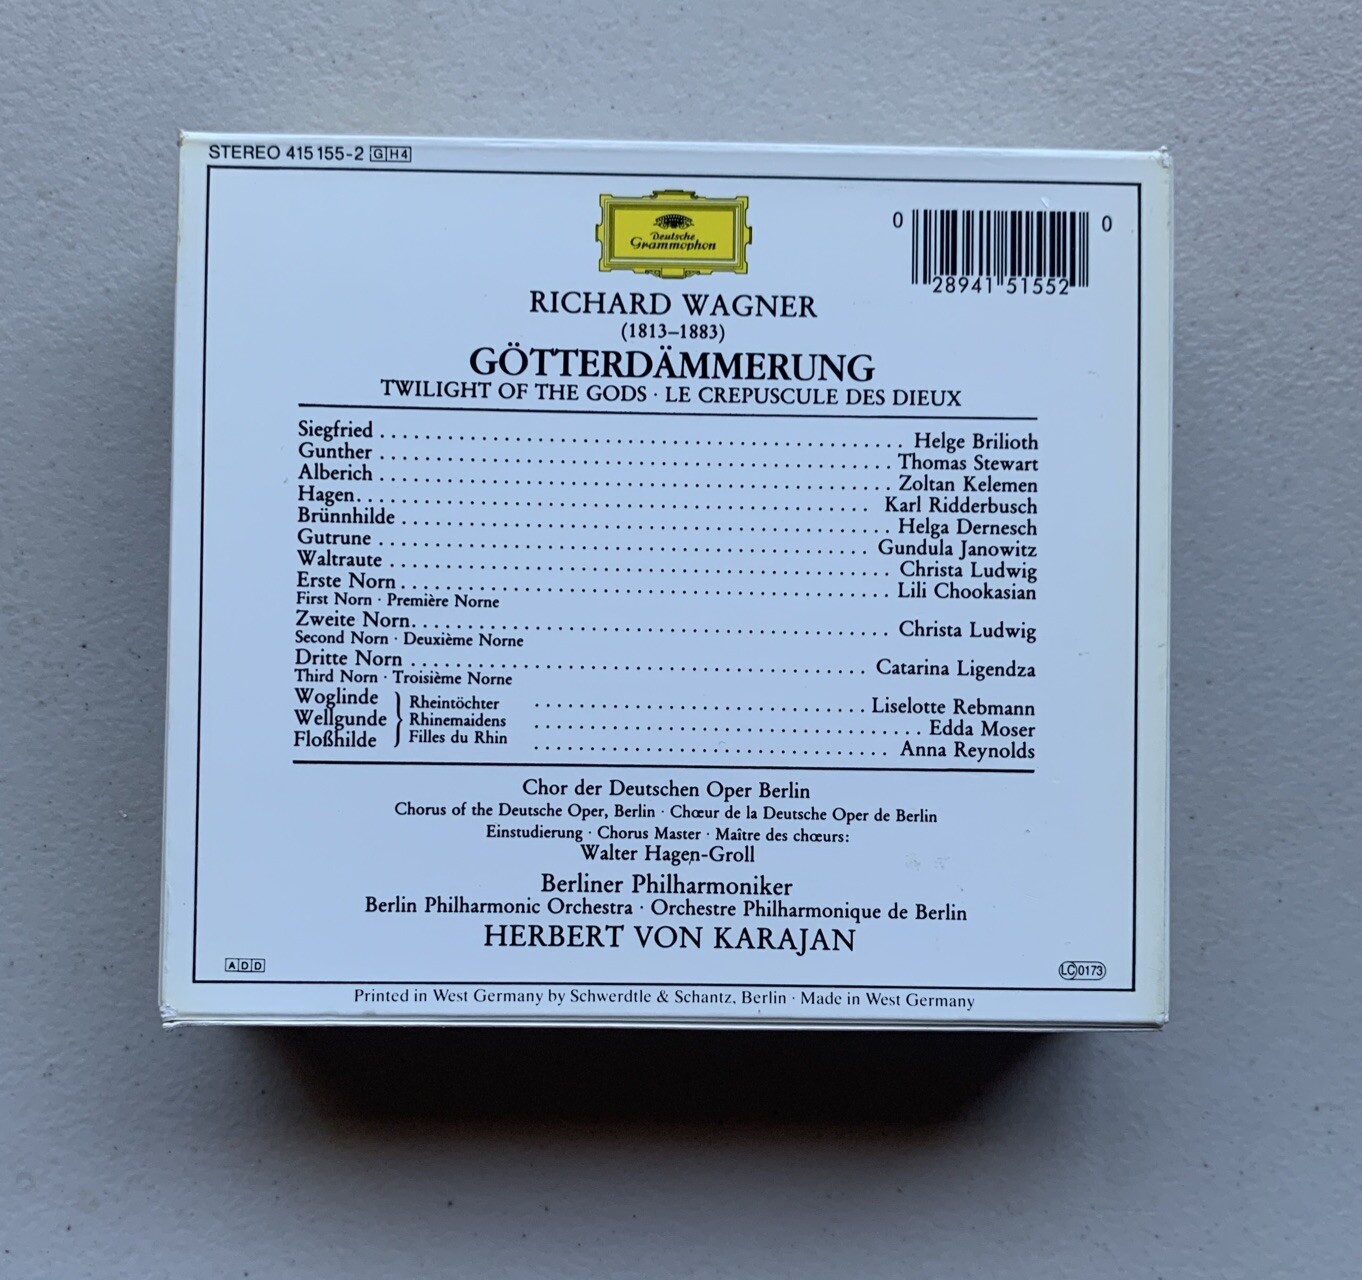 STEREO 415 155-2 GH4
Deutsche
Grammophon
0 28941 51552 0
RICHARD WAGNER
(1813–1883)
GÖTTERDÄMMERUNG
TWILIGHT OF THE GODS · LE CREPUSCULE DES DIEUX
Siegfried . . . . . . . . . . Helge Brilioth
Gunther . . . . . . . . . . Thomas Stewart
Alberich . . . . . . . . . . Zoltan Kelemen
Hagen . . . . . . . . . . Karl Ridderbusch
Brünnhilde . . . . . . . . . . Helga Dernesch
Gutrune . . . . . . . . . . Gundula Janowitz
Waltraute . . . . . . . . . . Christa Ludwig
Erste Norn . . . . . . . . . . Lili Chookasian
First Norn · Première Norne
Zweite Norn . . . . . . . . . . Christa Ludwig
Second Norn · Deuxième Norne
Dritte Norn . . . . . . . . . . Catarina Ligendza
Third Norn · Troisième Norne
Woglinde } Rheintöchter . . . . . . . . . . Liselotte Rebmann
Wellgunde } Rhinemaidens . . . . . . . . . . Edda Moser
Floßhilde } Filles du Rhin . . . . . . . . . . Anna Reynolds
Chor der Deutschen Oper Berlin
Chorus of the Deutsche Oper, Berlin · Chœur de la Deutsche Oper de Berlin
Einstudierung · Chorus Master · Maître des chœurs:
Walter Hagen-Groll
Berliner Philharmoniker
Berlin Philharmonic Orchestra · Orchestre Philharmonique de Berlin
HERBERT VON KARAJAN
ADD
LC 0173
Printed in West Germany by Schwerdtle & Schantz, Berlin · Made in West Germany